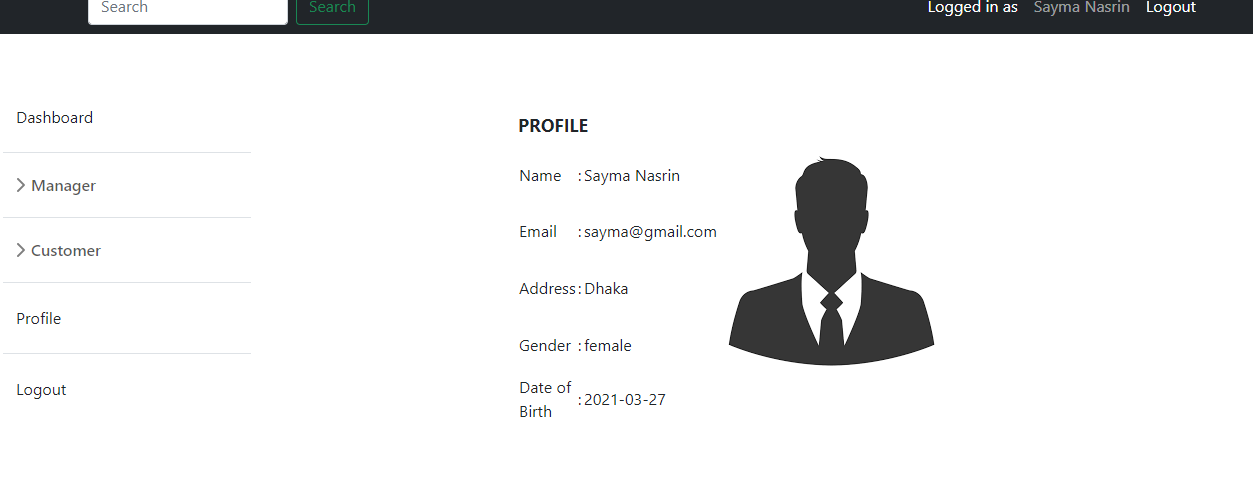 Search Search Logged in as Sayma Nasrin Logout
Dashboard
Manager
Customer
Profile
Logout
PROFILE
Name : Sayma Nasrin
Email : sayma@gmail.com
Address : Dhaka
Gender : female
Date of
Birth : 2021-03-27